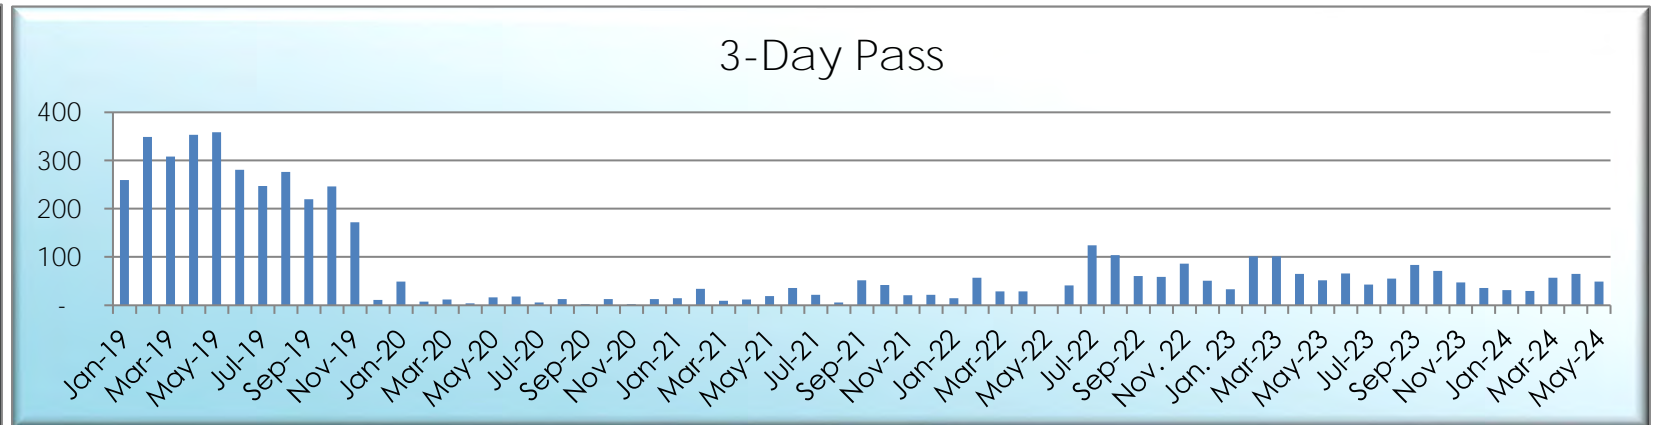 3-Day Pass
400
300
200
100
-
Jan-19
Mar-19
May-19
Jul-19
Sep-19
Nov-19
Jan-20
Mar-20
May-20
Jul-20
Sep-20
Nov-20
Jan-21
Mar-21
May-21
Jul-21
Sep-21
Nov-21
Jan-22
Mar-22
May-22
Jul-22
Sep-22
Nov. 22
Jan. 23
Mar-23
May-23
Jul-23
Sep-23
Nov-23
Jan-24
Mar-24
May-24